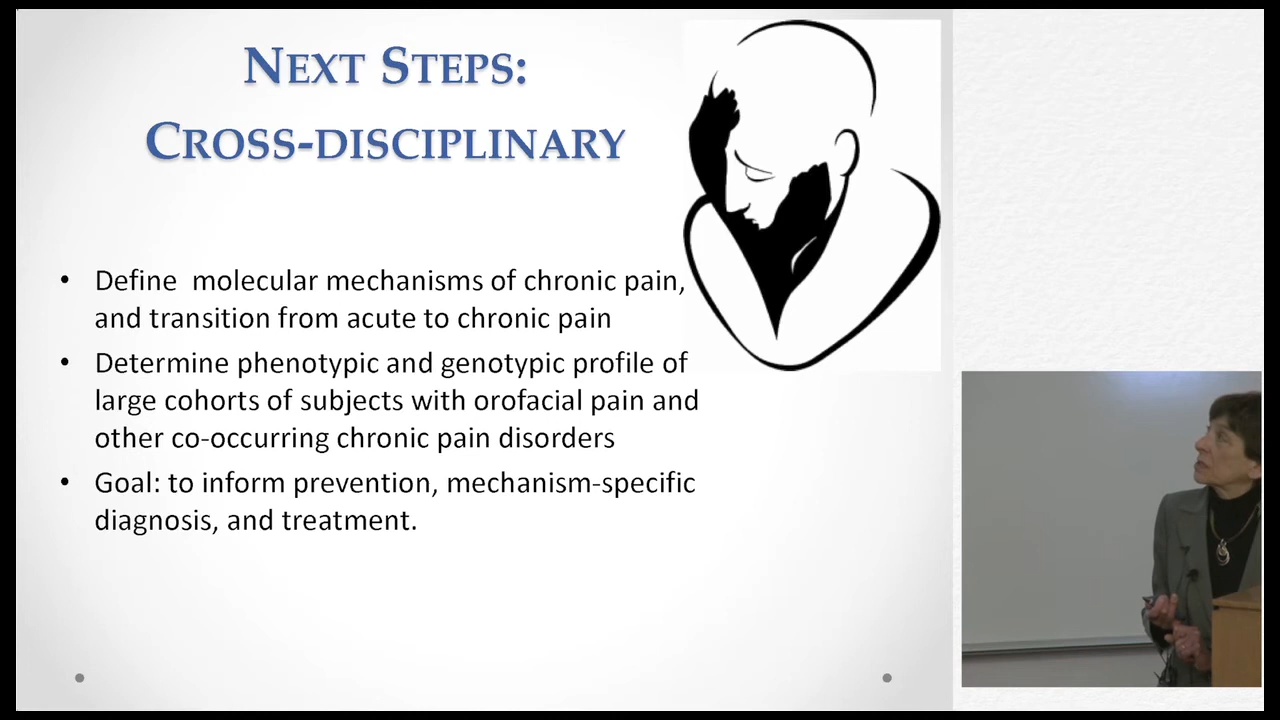 NEXT STEPS:
CROSS-DISCIPLINARY
• Define  molecular mechanisms of chronic pain,
and transition from acute to chronic pain
• Determine phenotypic and genotypic profile of
large cohorts of subjects with orofacial pain and
other co-occurring chronic pain disorders
• Goal: to inform prevention, mechanism-specific
diagnosis, and treatment.